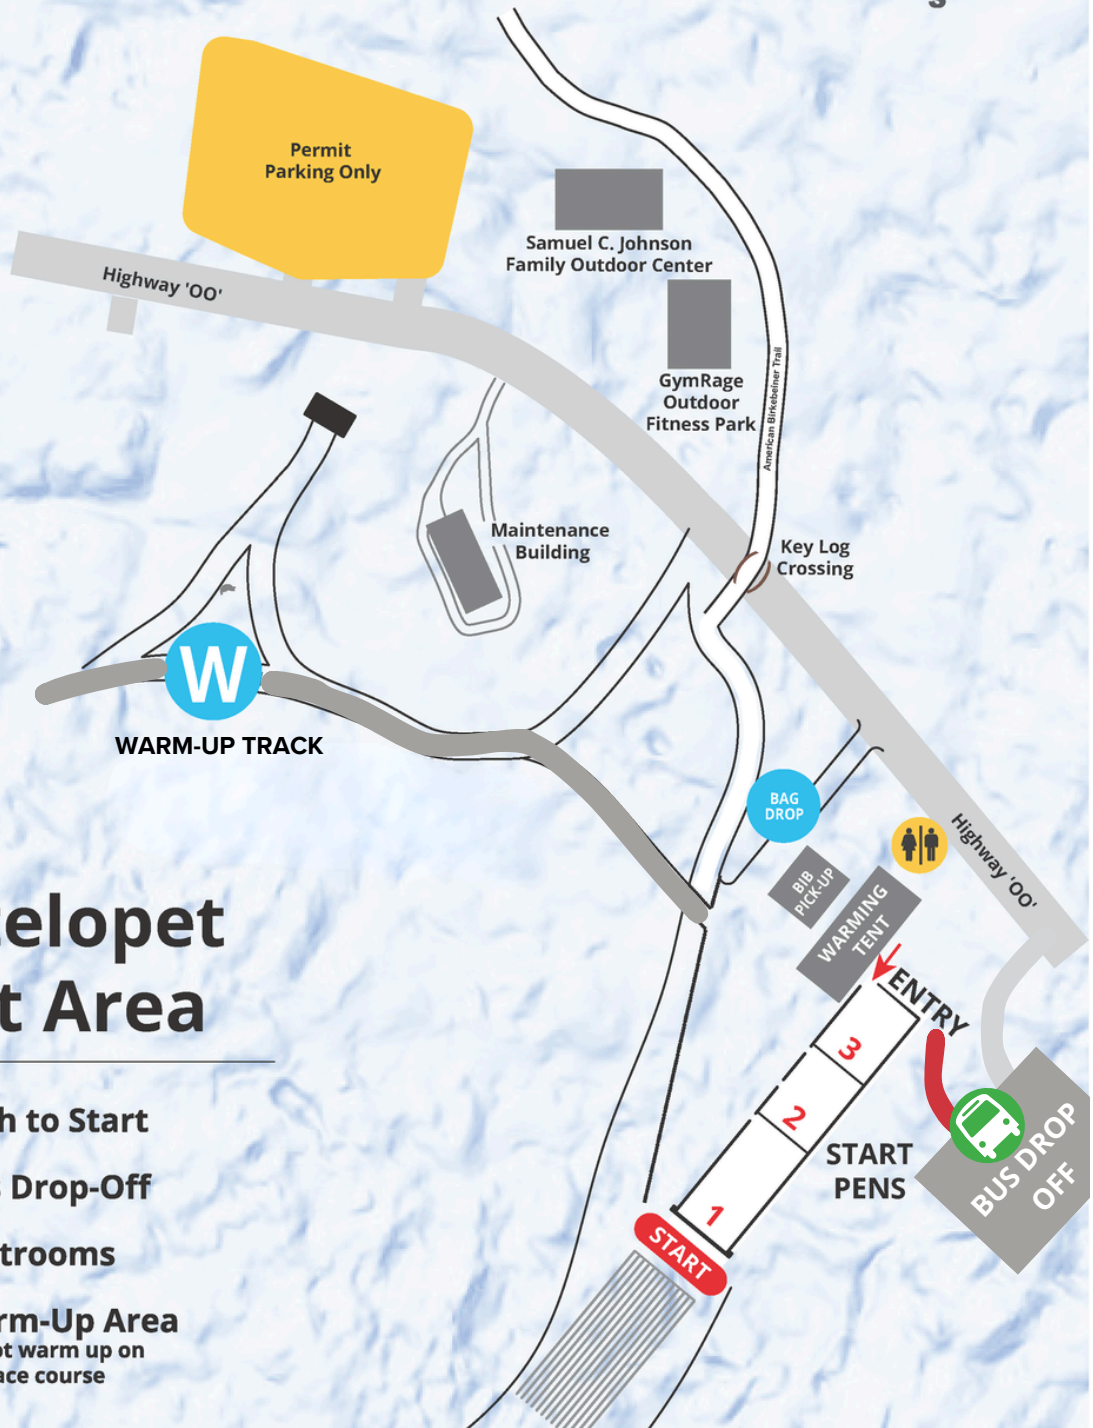 Permit
Parking Only
Samuel C. Johnson
Family Outdoor Center
Highway 'OO'
GymRage
Outdoor
Fitness Park
American Birkebeiner Trail
Maintenance
Building
Key Log
Crossing
W
WARM-UP TRACK
BAG
DROP
Highway 'OO'
BIB
PICK-UP
WARMING
TENT
ENTRY
3
2
1
START
PENS
START
BUS DROP
OFF
telopet
t Area
h to Start
s Drop-Off
trooms
rm-Up Area
ot warm up on
ace course